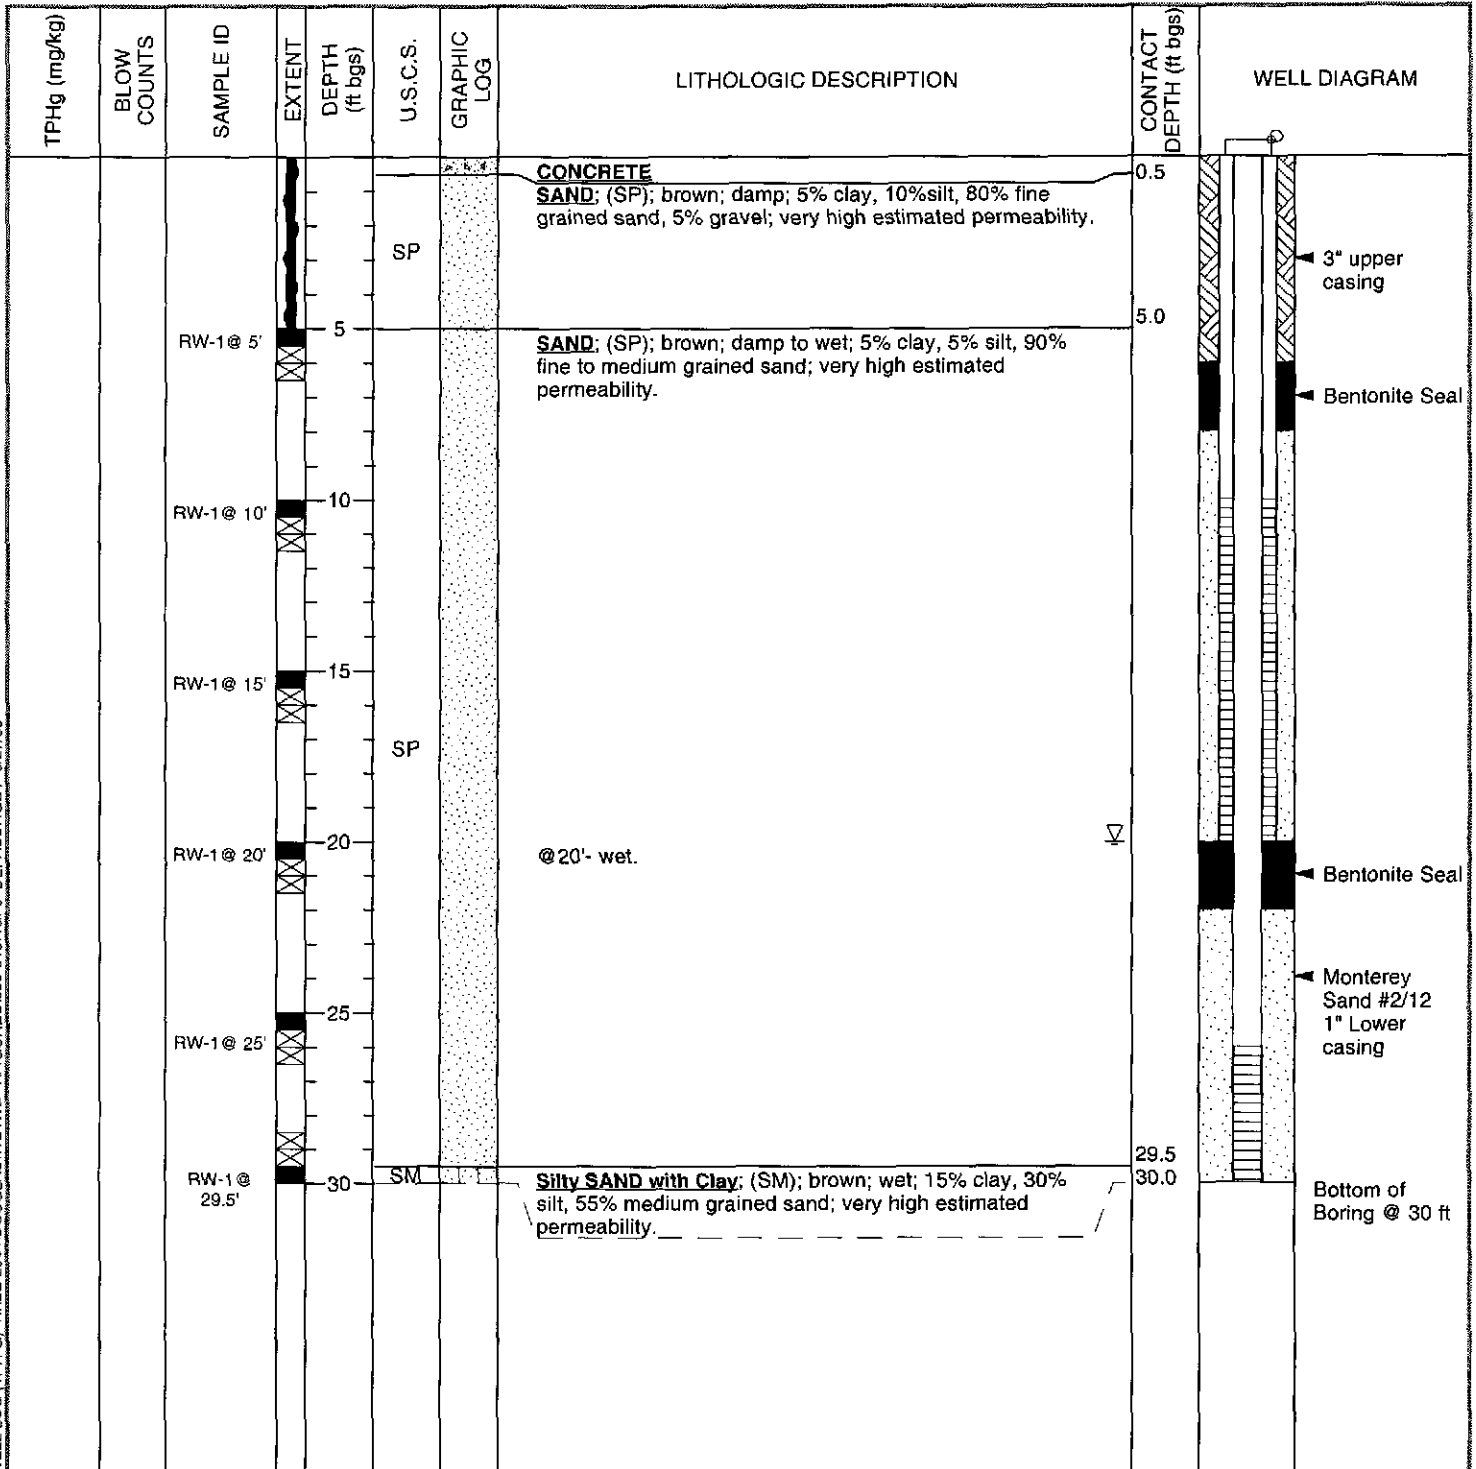 TPHg (mg/kg)
BLOW
COUNTS
SAMPLE ID
EXTENT
DEPTH
(ft bgs)
U.S.C.S.
GRAPHIC
LOG
LITHOLOGIC DESCRIPTION
CONTACT
DEPTH (ft bgs)
WELL DIAGRAM
CONCRETE
0.5
SAND; (SP); brown; damp; 5% clay, 10%silt, 80% fine
grained sand, 5% gravel; very high estimated permeability.
SP
3" upper
casing
5.0
RW-1@ 5'
5
SAND; (SP); brown; damp to wet; 5% clay, 5% silt, 90%
fine to medium grained sand; very high estimated
permeability.
Bentonite Seal
RW-1@ 10'
10
RW-1@ 15'
15
SP
RW-1@ 20'
20
@20'- wet.
Bentonite Seal
Monterey
Sand #2/12
1" Lower
casing
RW-1@ 25'
25
29.5
RW-1@
29.5'
30
SM
Silty SAND with Clay; (SM); brown; wet; 15% clay, 30%
silt, 55% medium grained sand; very high estimated
permeability.
30.0
Bottom of
Boring @ 30 ft